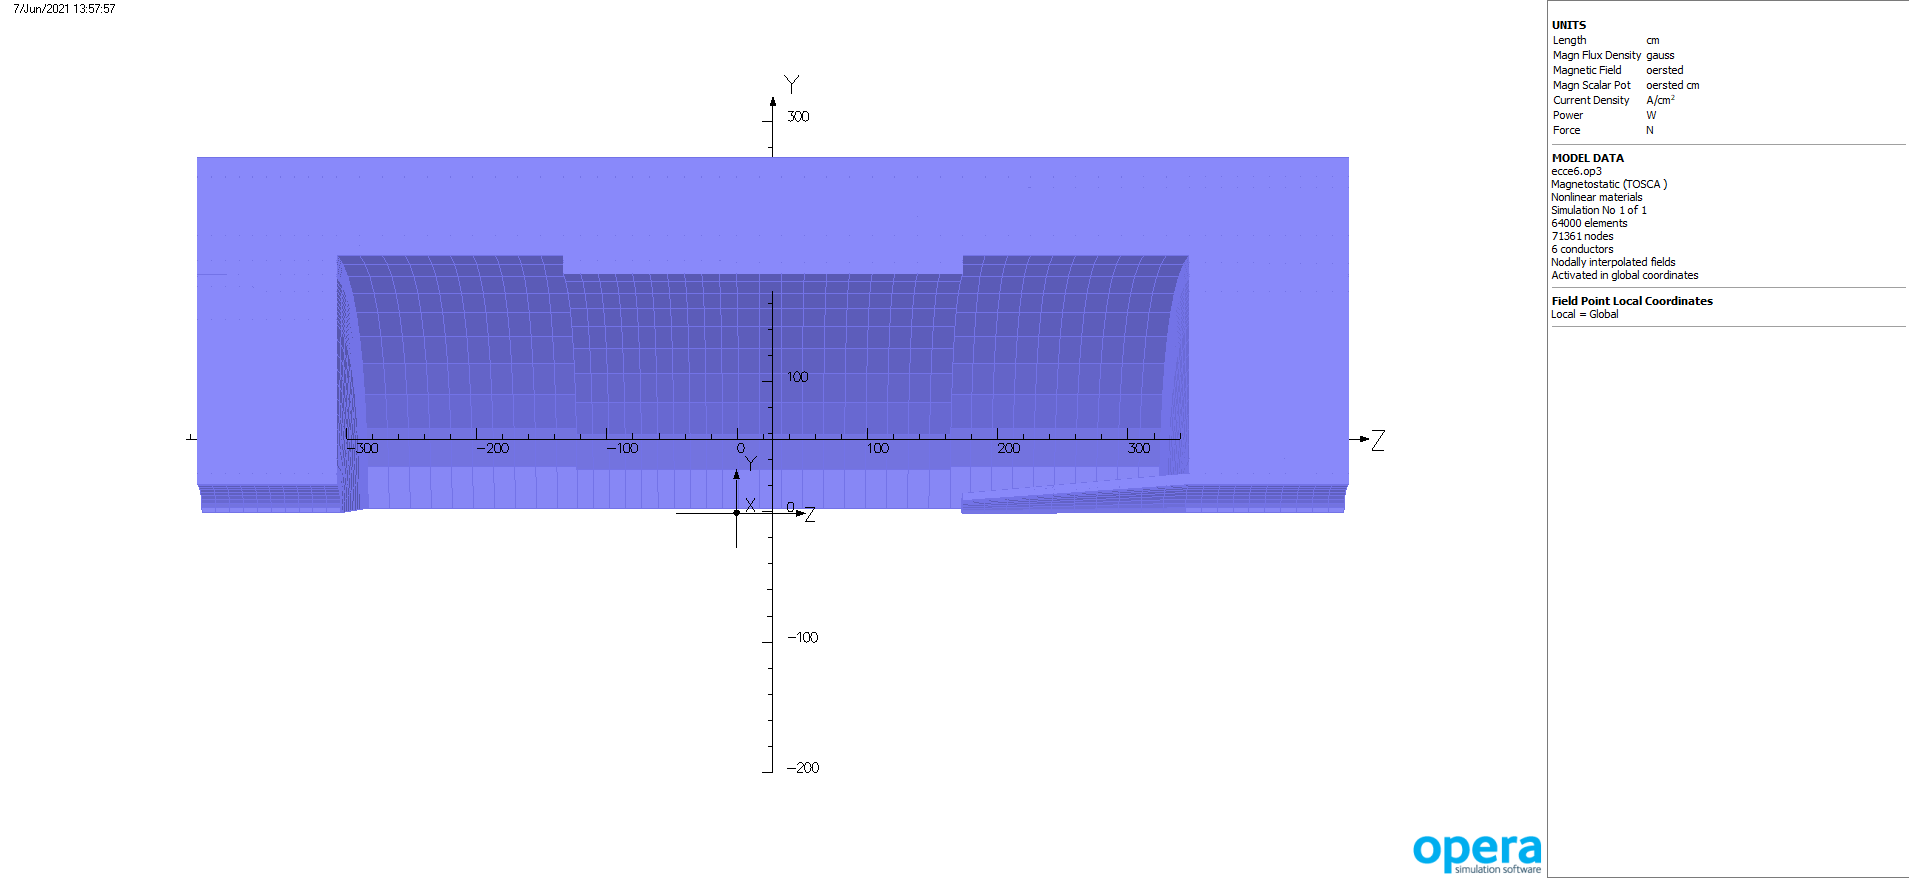 7/Jun/2021 13:57:57
Y
300
100
Z
-300 -200 -100 0 100 200 300
Y
X
0
Z
-100
-200
UNITS
Length cm
Magn Flux Density gauss
Magnetic Field oersted
Magn Scalar Pot oersted cm
Current Density A/cm²
Power W
Force N
MODEL DATA
ecce6.op3
Magnetostatic (TOSCA )
Nonlinear materials
Simulation No 1 of 1
64000 elements
71361 nodes
6 conductors
Nodally interpolated fields
Activated in global coordinates
Field Point Local Coordinates
Local = Global
opera
simulation software